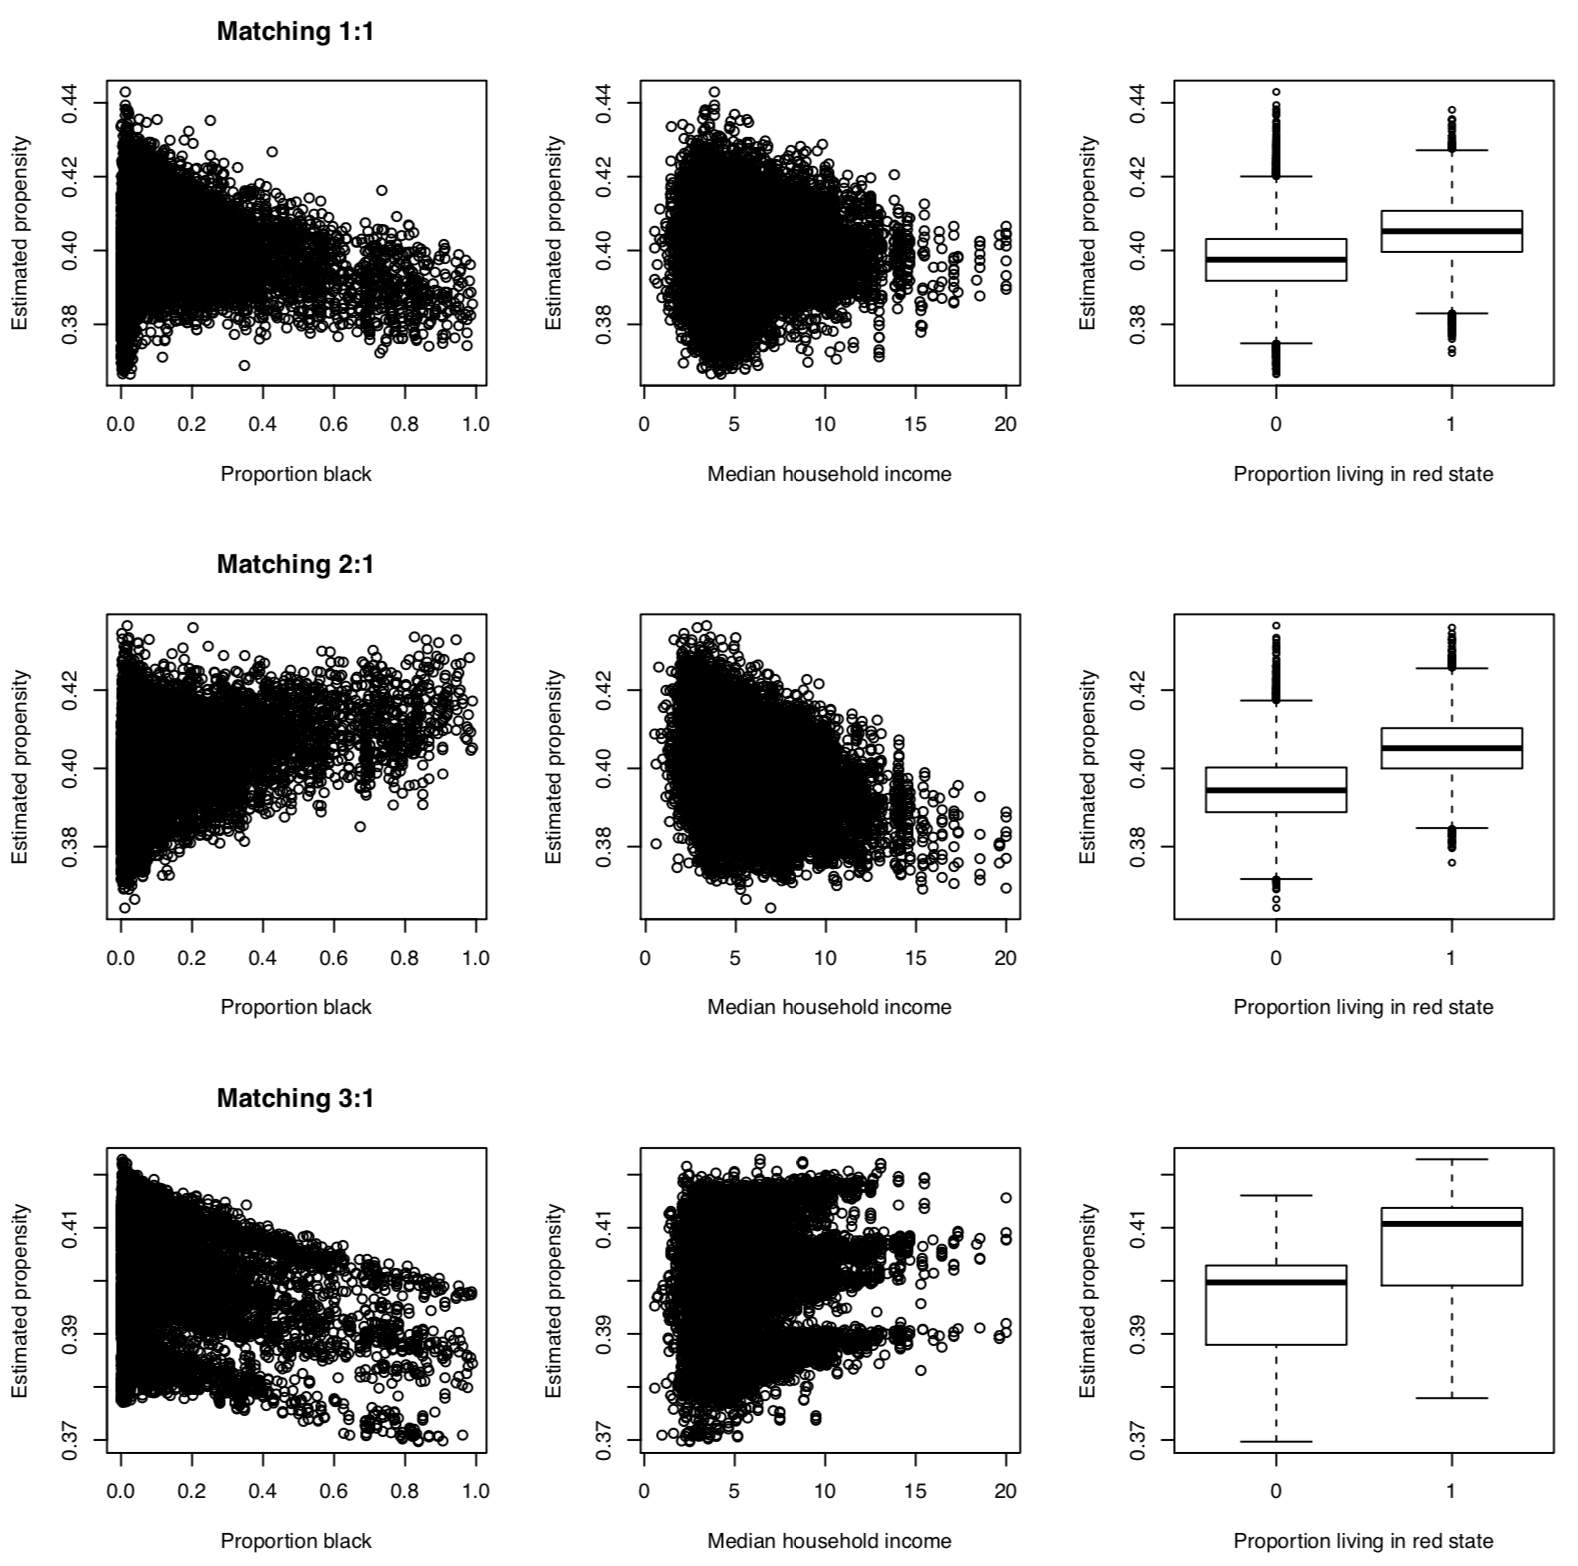 Matching 1:1
Estimated propensity
0.38 0.40 0.42 0.44
0.0 0.2 0.4 0.6 0.8 1.0
Proportion black
Estimated propensity
0.38 0.40 0.42 0.44
0 5 10 15 20
Median household income
Estimated propensity
0.38 0.40 0.42 0.44
0 1
Proportion living in red state
Matching 2:1
Estimated propensity
0.38 0.40 0.42
0.0 0.2 0.4 0.6 0.8 1.0
Proportion black
Estimated propensity
0.38 0.40 0.42
0 5 10 15 20
Median household income
Estimated propensity
0.38 0.40 0.42
0 1
Proportion living in red state
Matching 3:1
Estimated propensity
0.37 0.39 0.41
0.0 0.2 0.4 0.6 0.8 1.0
Proportion black
Estimated propensity
0.37 0.39 0.41
0 5 10 15 20
Median household income
Estimated propensity
0.37 0.39 0.41
0 1
Proportion living in red state